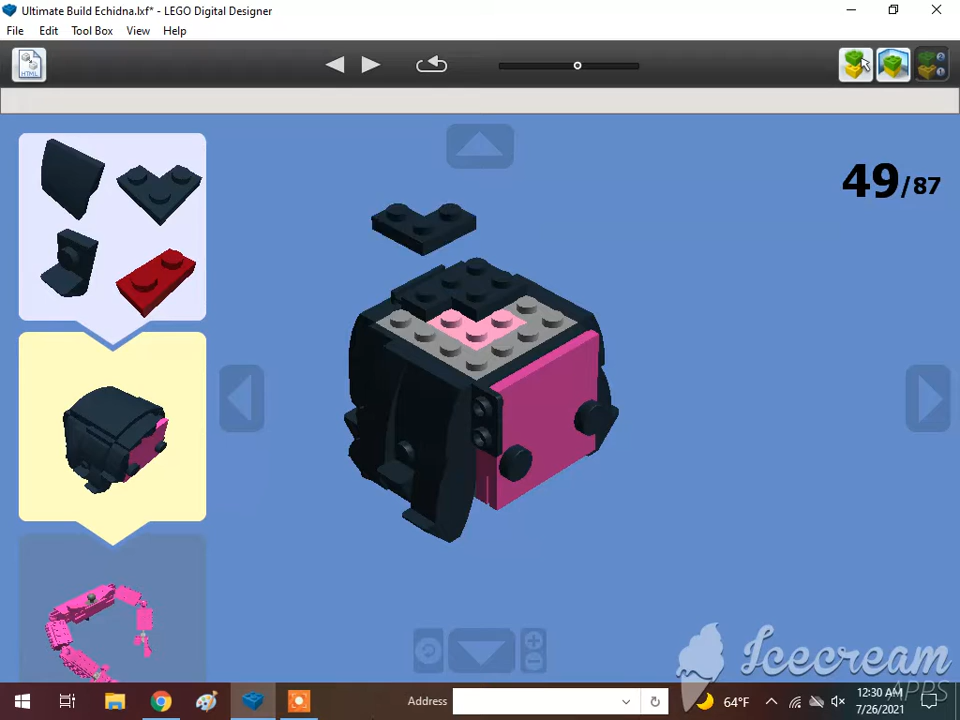 Ultimate Build Echidna.lxf* - LEGO Digital Designer
File Edit Tool Box View Help
HTML
49/87
Icecream
APPS
Address
64°F
12:30 AM
7/26/2021